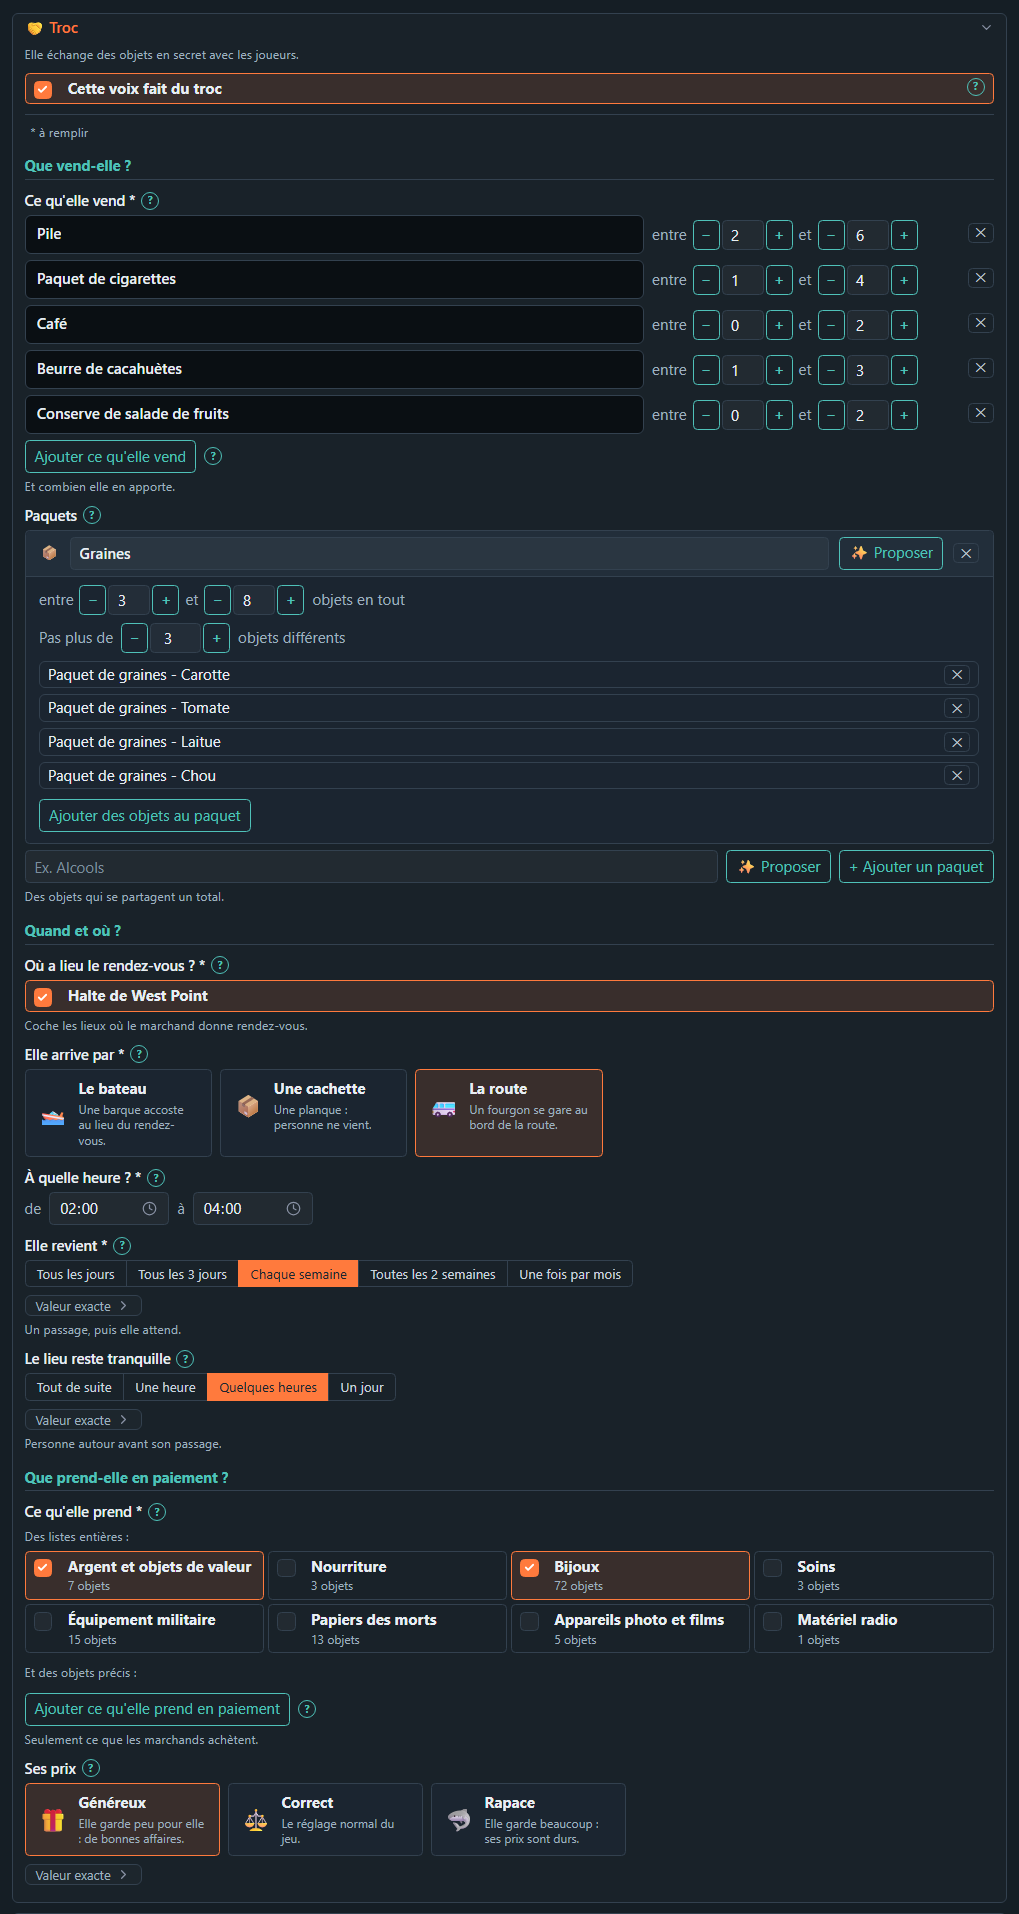 Troc
Elle échange des objets en secret avec les joueurs.
Cette voix fait du troc ?
* à remplir
Que vend-elle ?
Ce qu'elle vend * ?
Pile entre − 2 + et − 6 +
Paquet de cigarettes entre − 1 + et − 4 +
Café entre − 0 + et − 2 +
Beurre de cacahuètes entre − 1 + et − 3 +
Conserve de salade de fruits entre − 0 + et − 2 +
Ajouter ce qu'elle vend ?
Et combien elle en apporte.
Paquets ?
Graines Proposer
entre − 3 + et − 8 + objets en tout
Pas plus de − 3 + objets différents
Paquet de graines - Carotte
Paquet de graines - Tomate
Paquet de graines - Laitue
Paquet de graines - Chou
Ajouter des objets au paquet
Ex. Alcools Proposer + Ajouter un paquet
Des objets qui se partagent un total.
Quand et où ?
Où a lieu le rendez-vous ? * ?
Halte de West Point
Coche les lieux où le marchand donne rendez-vous.
Elle arrive par * ?
Le bateau
Une barque accoste
au lieu du rendez-
vous.
Une cachette
Une planque :
personne ne vient.
La route
Un fourgon se gare au
bord de la route.
À quelle heure ? * ?
de 02:00 à 04:00
Elle revient * ?
Tous les jours Tous les 3 jours Chaque semaine Toutes les 2 semaines Une fois par mois
Valeur exacte
Un passage, puis elle attend.
Le lieu reste tranquille ?
Tout de suite Une heure Quelques heures Un jour
Valeur exacte
Personne autour avant son passage.
Que prend-elle en paiement ?
Ce qu'elle prend * ?
Des listes entières :
Argent et objets de valeur
7 objets
Nourriture
3 objets
Bijoux
72 objets
Soins
3 objets
Équipement militaire
15 objets
Papiers des morts
13 objets
Appareils photo et films
5 objets
Matériel radio
1 objets
Et des objets précis :
Ajouter ce qu'elle prend en paiement ?
Seulement ce que les marchands achètent.
Ses prix ?
Généreux
Elle garde peu pour elle
: de bonnes affaires.
Correct
Le réglage normal du
jeu.
Rapace
Elle garde beaucoup :
ses prix sont durs.
Valeur exacte